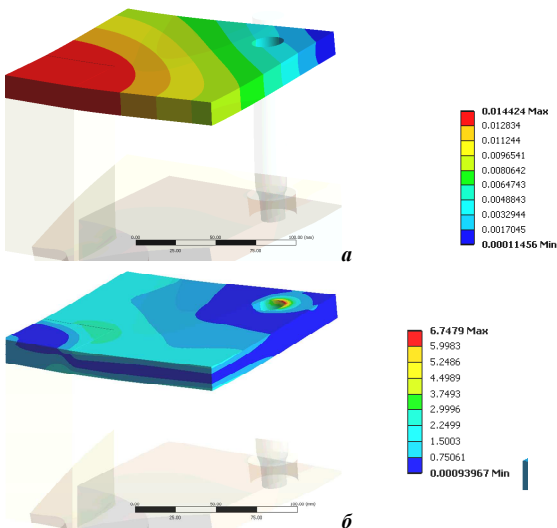 0.014424 Max
0.012834
0.011244
0.0096541
0.0080642
0.0064743
0.0048843
0.0032944
0.0017045
0.00011456 Min
0.00 50.00 100.00 (mm)
25.00 75.00
а
6.7479 Max
5.9983
5.2486
4.4989
3.7493
2.9996
2.2499
1.5003
0.75061
0.00093967 Min
0.00 50.00 100.00 (mm)
25.00 75.00
б